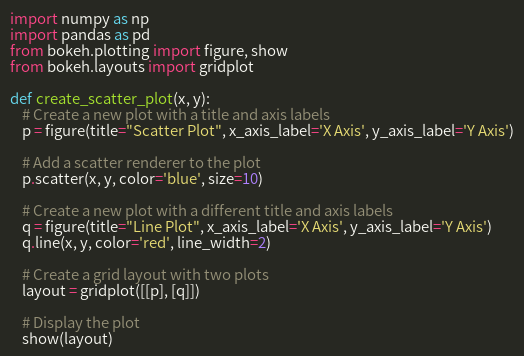 import numpy as np
import pandas as pd
from bokeh.plotting import figure, show
from bokeh.layouts import gridplot

def create_scatter_plot(x, y):
    # Create a new plot with a title and axis labels
    p = figure(title="Scatter Plot", x_axis_label='X Axis', y_axis_label='Y Axis')

    # Add a scatter renderer to the plot
    p.scatter(x, y, color='blue', size=10)

    # Create a new plot with a different title and axis labels
    q = figure(title="Line Plot", x_axis_label='X Axis', y_axis_label='Y Axis')
    q.line(x, y, color='red', line_width=2)

    # Create a grid layout with two plots
    layout = gridplot([[p], [q]])

    # Display the plot
    show(layout)